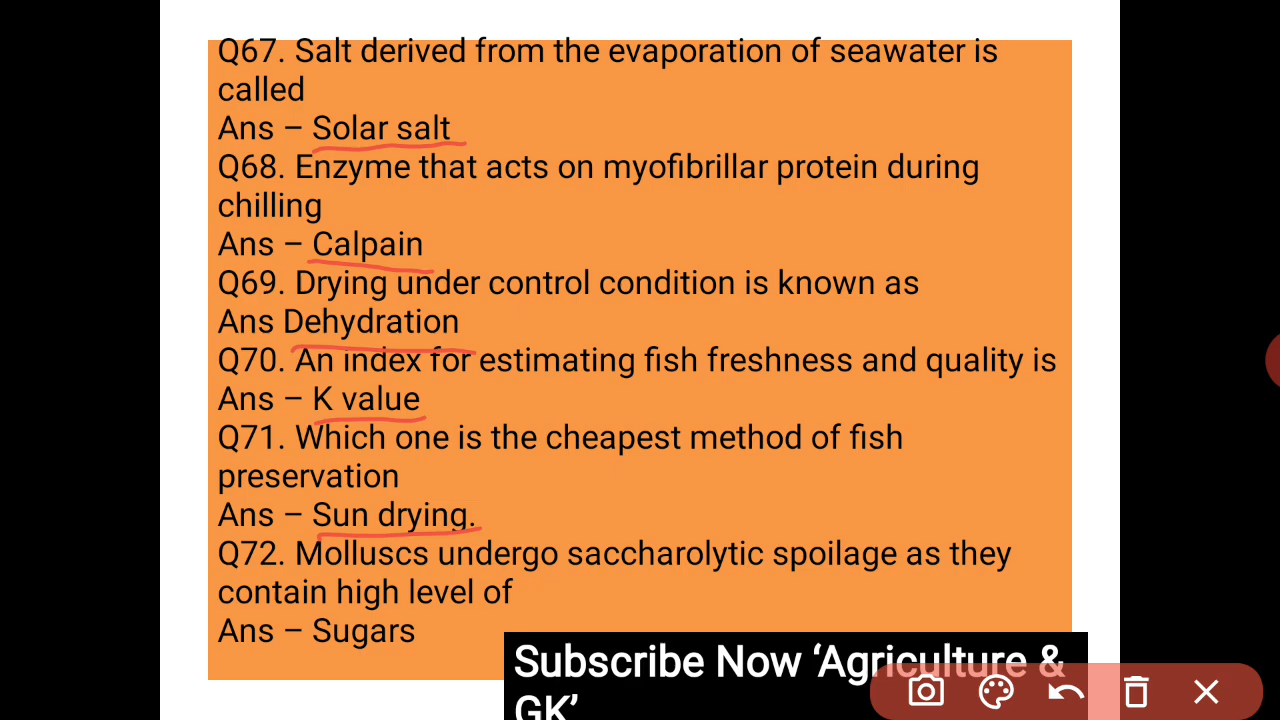 Q67. Salt derived from the evaporation of seawater is
called
Ans – Solar salt
Q68. Enzyme that acts on myofibrillar protein during
chilling
Ans – Calpain
Q69. Drying under control condition is known as
Ans Dehydration
Q70. An index for estimating fish freshness and quality is
Ans – K value
Q71. Which one is the cheapest method of fish
preservation
Ans – Sun drying.
Q72. Molluscs undergo saccharolytic spoilage as they
contain high level of
Ans – Sugars
Subscribe Now ‘Agriculture &
GK’